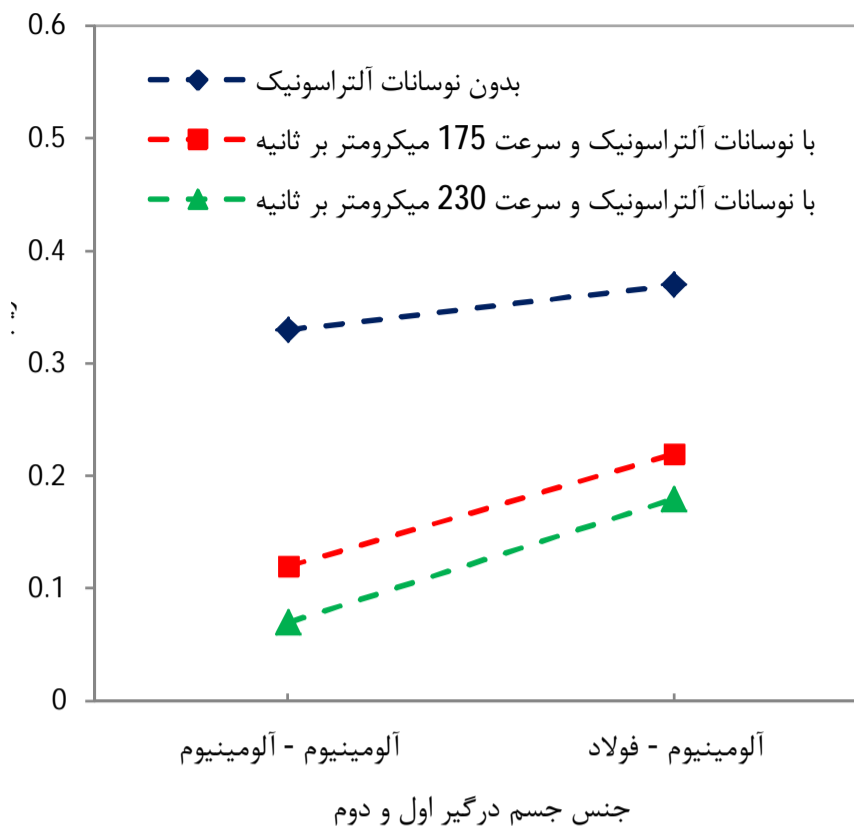 0.6
بدون نوسانات آلتراسونیک
0.5
با نوسانات آلتراسونیک و سرعت 175 میکرومتر بر ثانیه
با نوسانات آلتراسونیک و سرعت 230 میکرومتر بر ثانیه
0.4
0.3
0.2
0.1
0
آلومینیوم - آلومینیوم
آلومینیوم - فولاد
جنس جسم درگیر اول و دوم